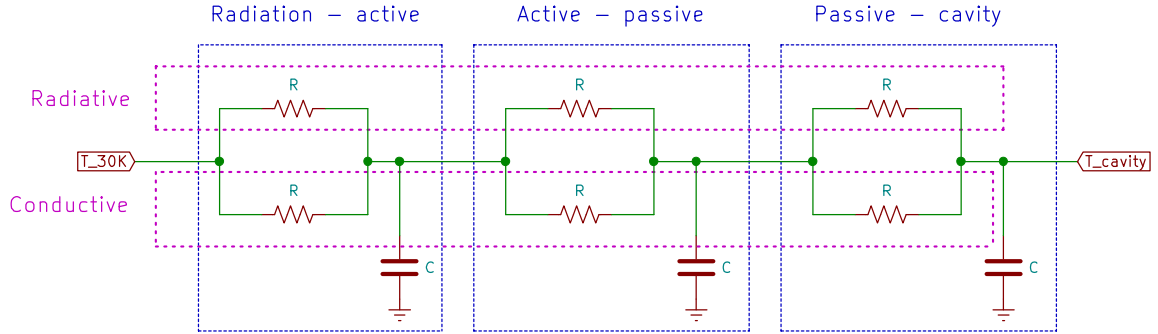 Radiation – active
Active – passive
Passive – cavity
Radiative
R
R
R
T_30K
T_cavity
Conductive
R
R
R
C
C
C